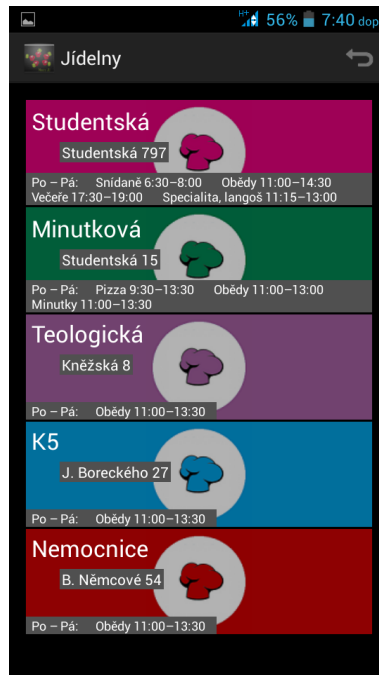 H+ 56% 7:40 dop
Jídelny
Studentská
Studentská 797
Po – Pá: Snídaně 6:30–8:00 Obědy 11:00–14:30
Večeře 17:30–19:00 Specialita, langoš 11:15–13:00
Minutková
Studentská 15
Po – Pá: Pizza 9:30–13:30 Obědy 11:00–13:00
Minutky 11:00–13:30
Teologická
Kněžská 8
Po – Pá: Obědy 11:00–13:30
K5
J. Boreckého 27
Po – Pá: Obědy 11:00–13:30
Nemocnice
B. Němcové 54
Po – Pá: Obědy 11:00–13:30